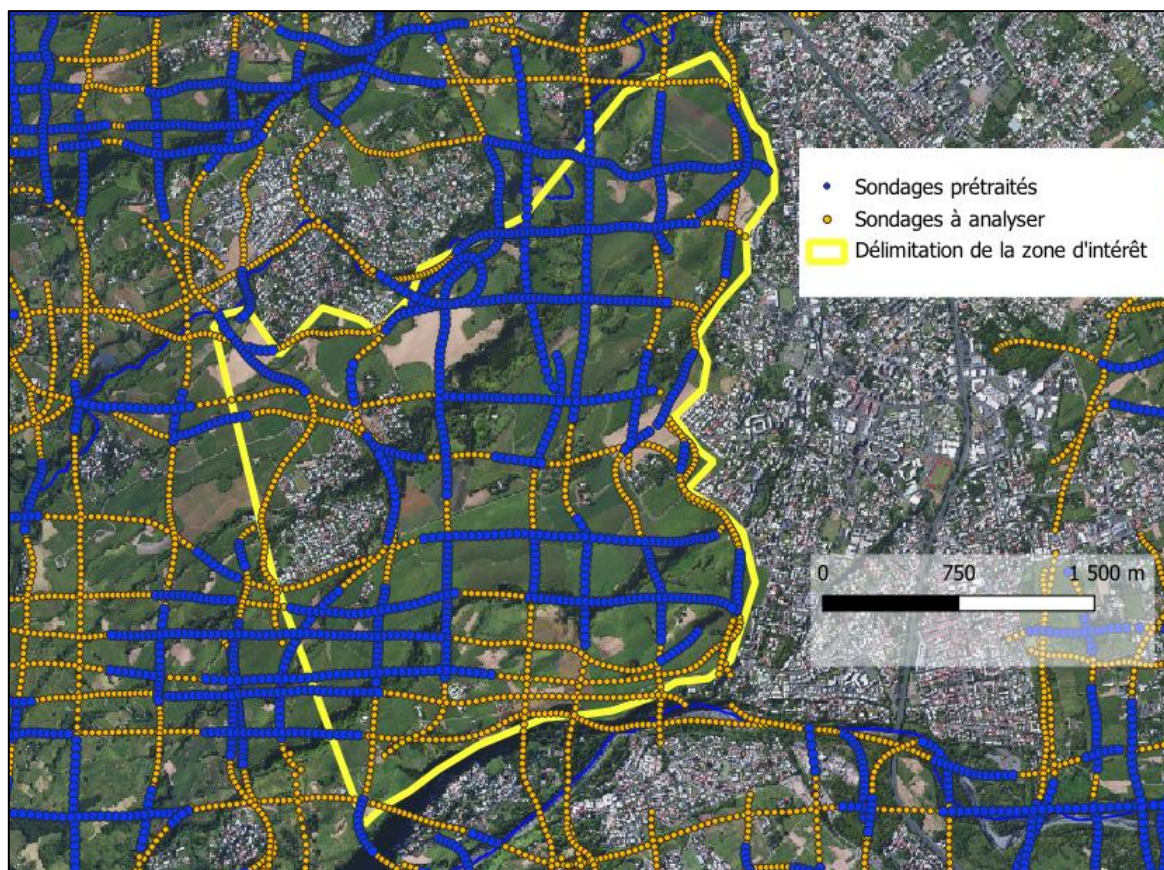 Sondages prétraités
Sondages à analyser
Délimitation de la zone d'intérêt
0 750 1 500 m